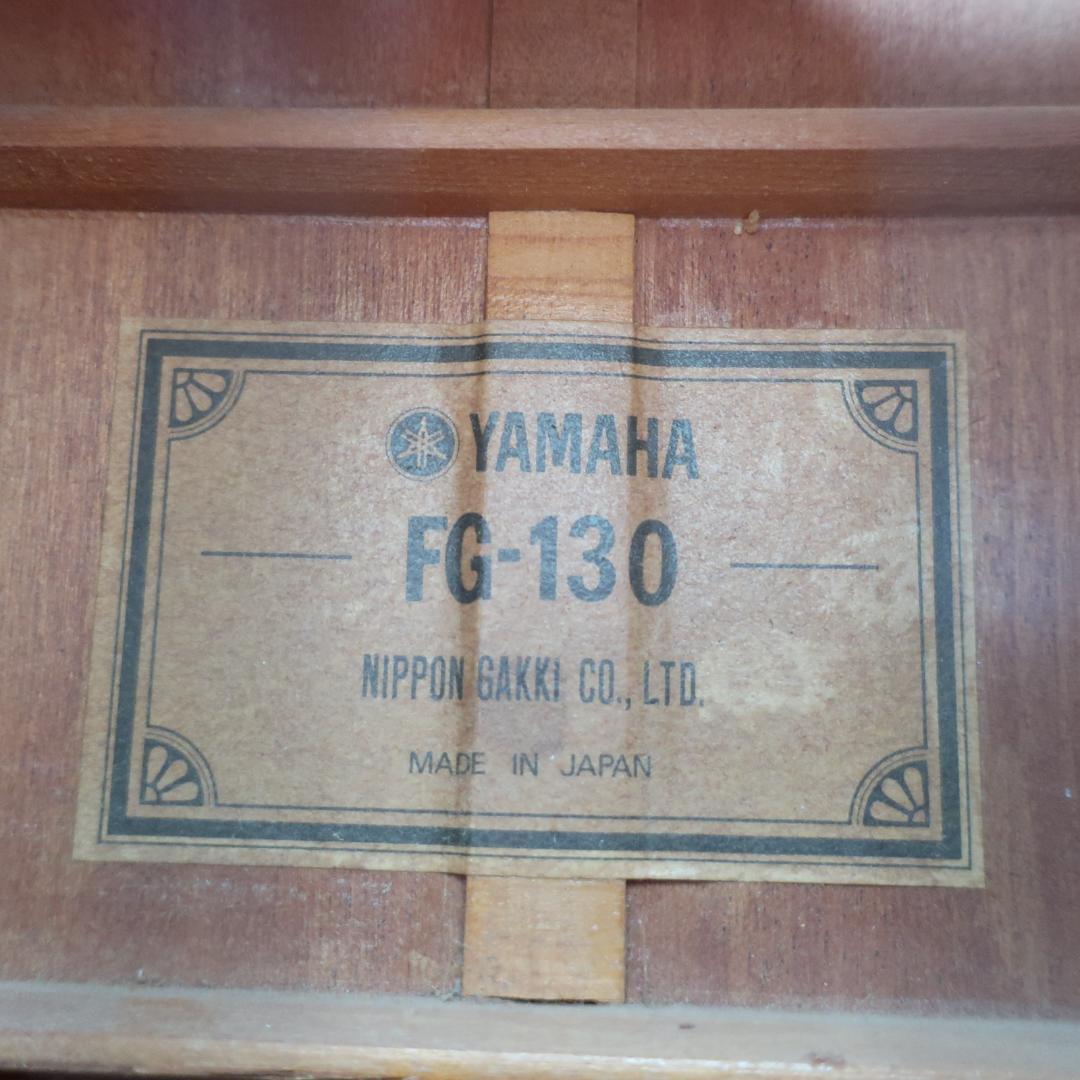 YAMAHA
FG-130
NIPPON GAKKI CO., LTD.
MADE IN JAPAN